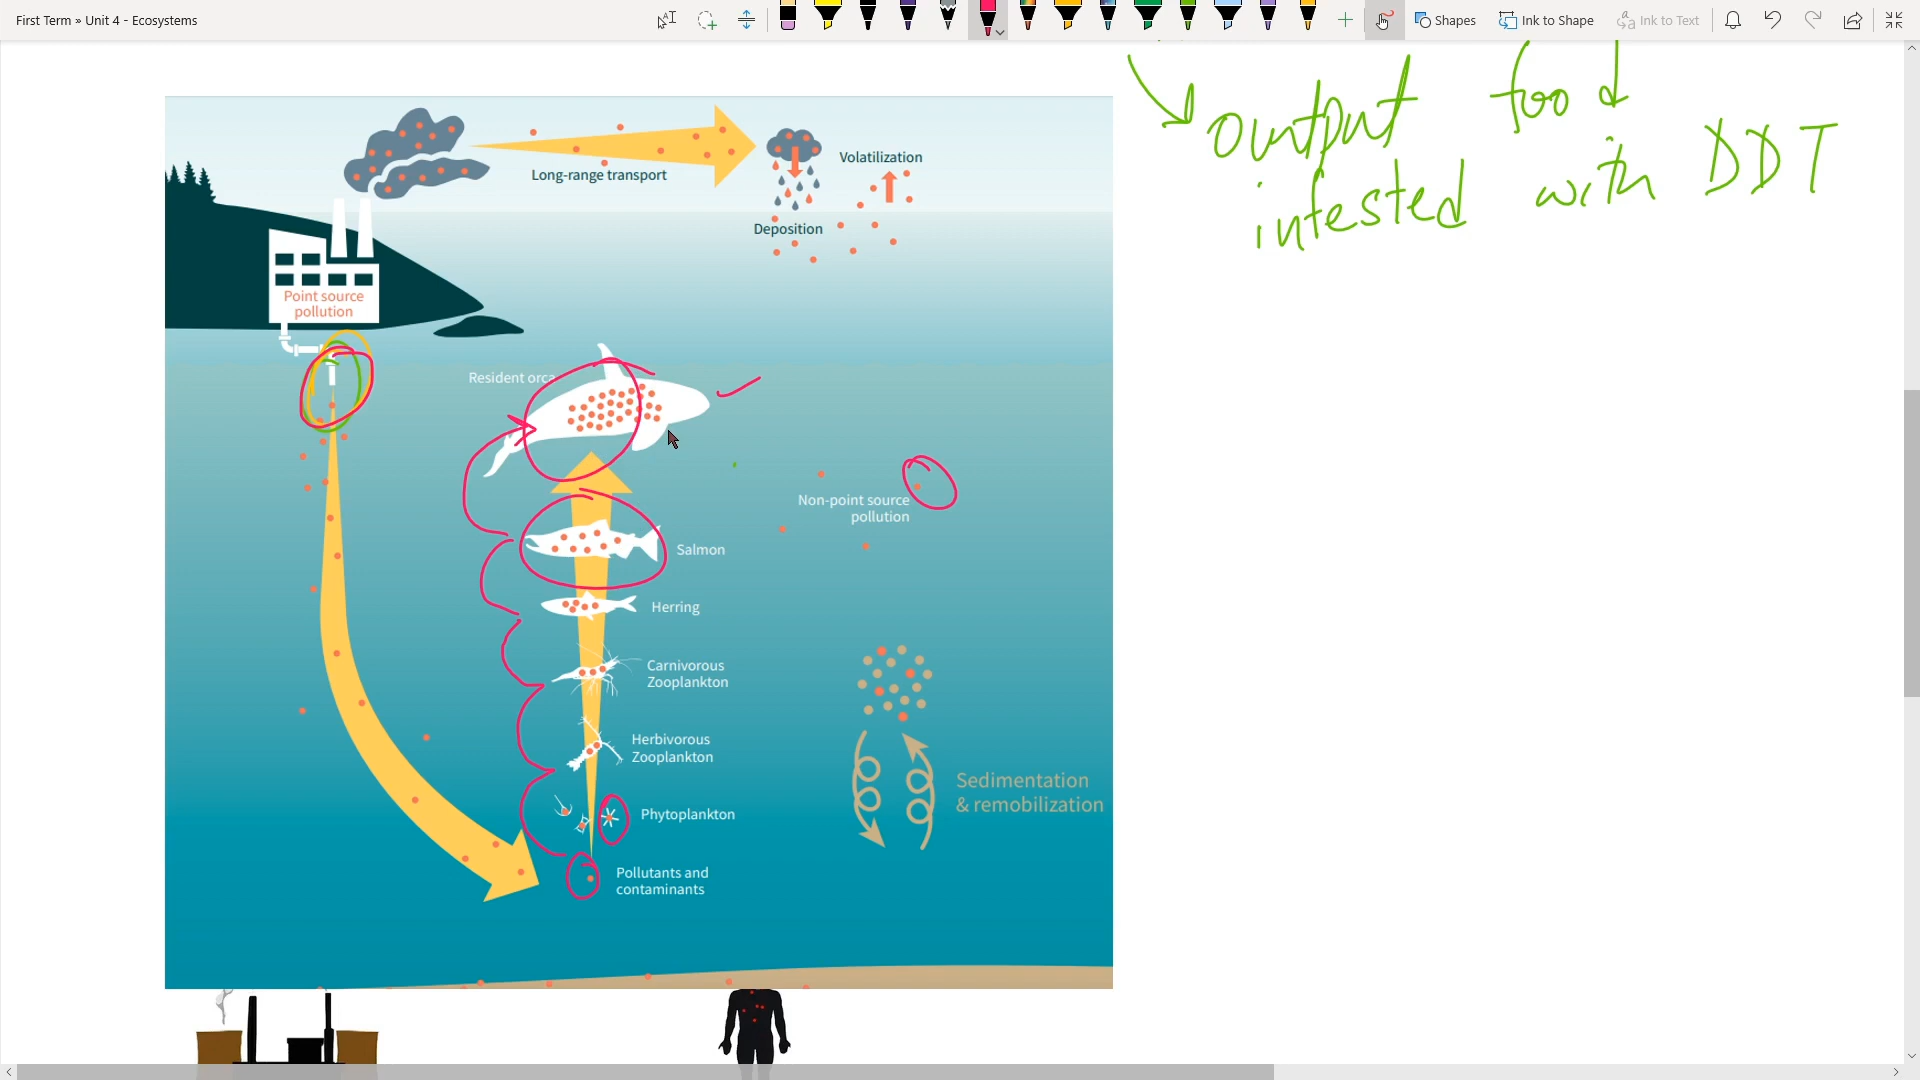 First Term » Unit 4 - Ecosystems
Shapes
Ink to Shape
Ink to Text
output food
infested with DDT
Long-range transport
Volatilization
Deposition
Point source
pollution
Resident orca
Non-point source
pollution
Salmon
Herring
Carnivorous
Zooplankton
Herbivorous
Zooplankton
Sedimentation
& remobilization
Phytoplankton
Pollutants and
contaminants